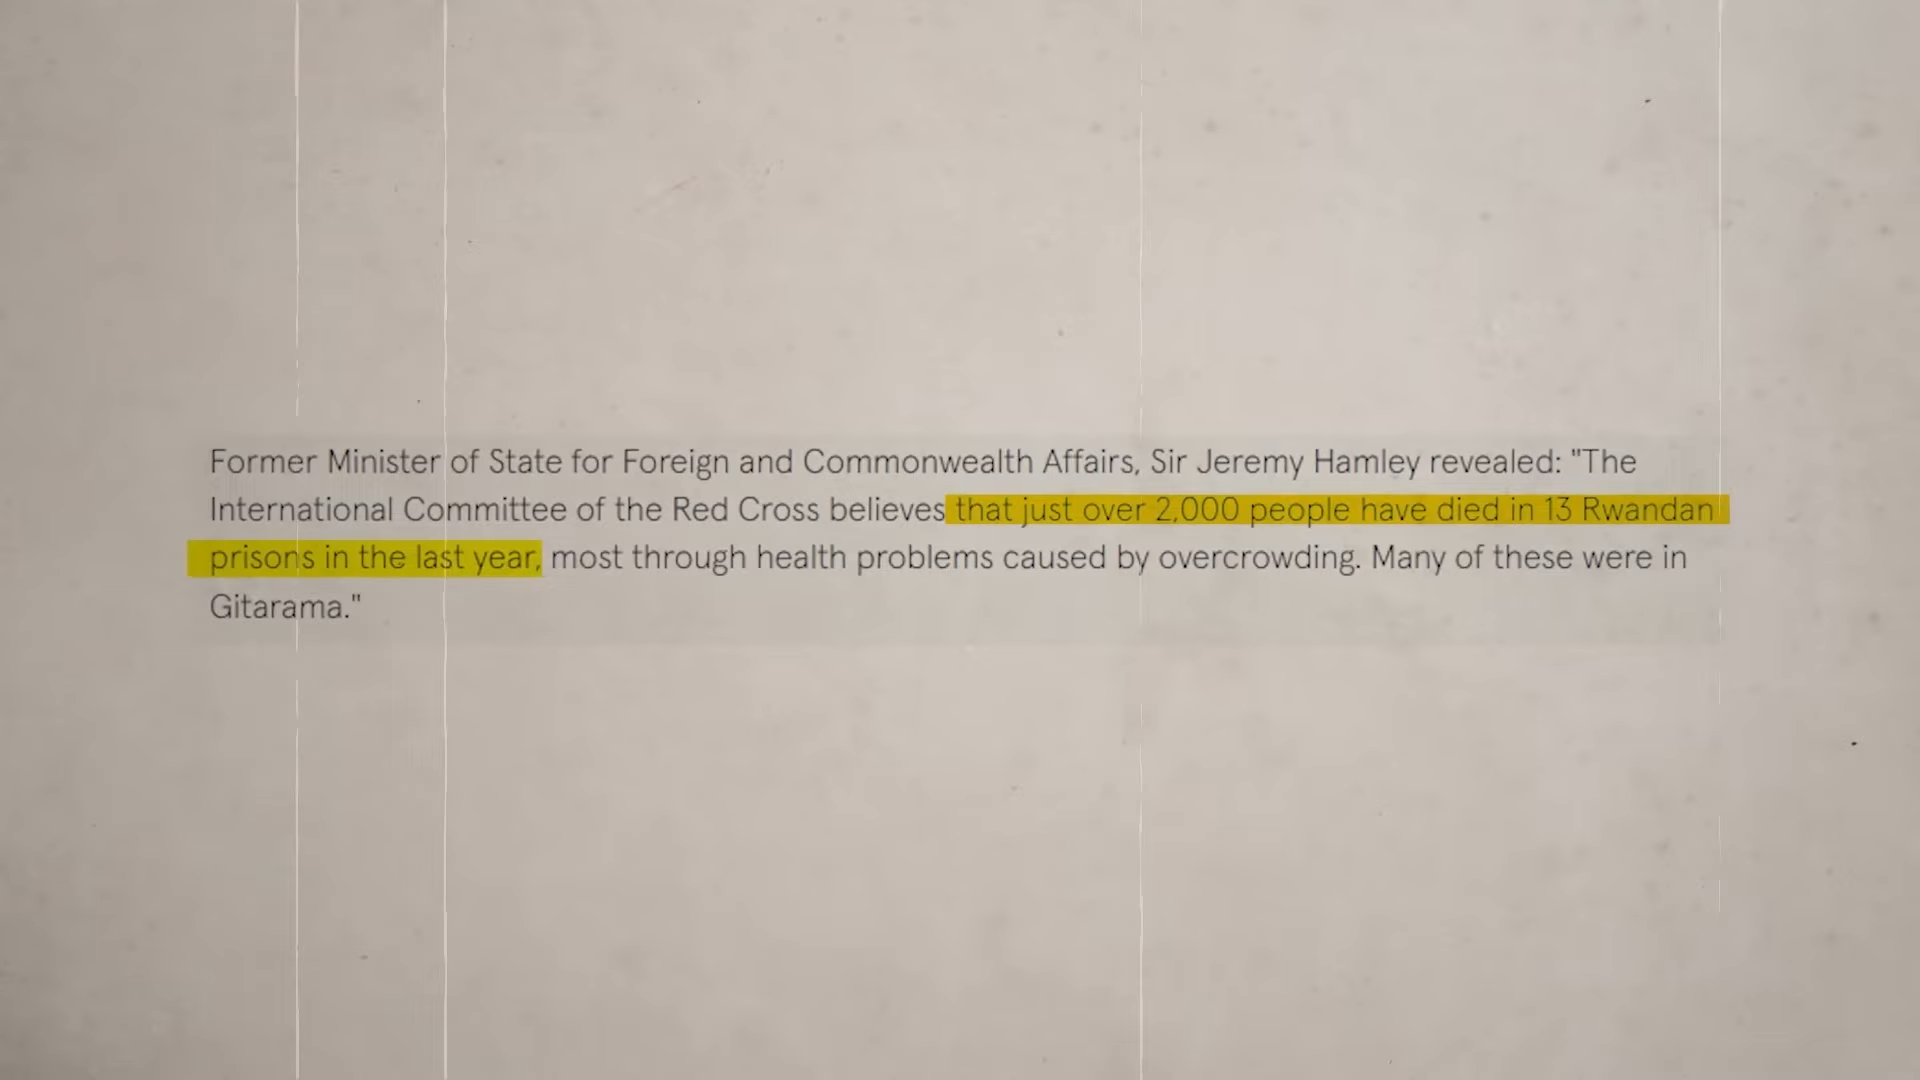 Former Minister of State for Foreign and Commonwealth Affairs, Sir Jeremy Hamley revealed: "The
International Committee of the Red Cross believes that just over 2,000 people have died in 13 Rwandan
prisons in the last year, most through health problems caused by overcrowding. Many of these were in
Gitarama."